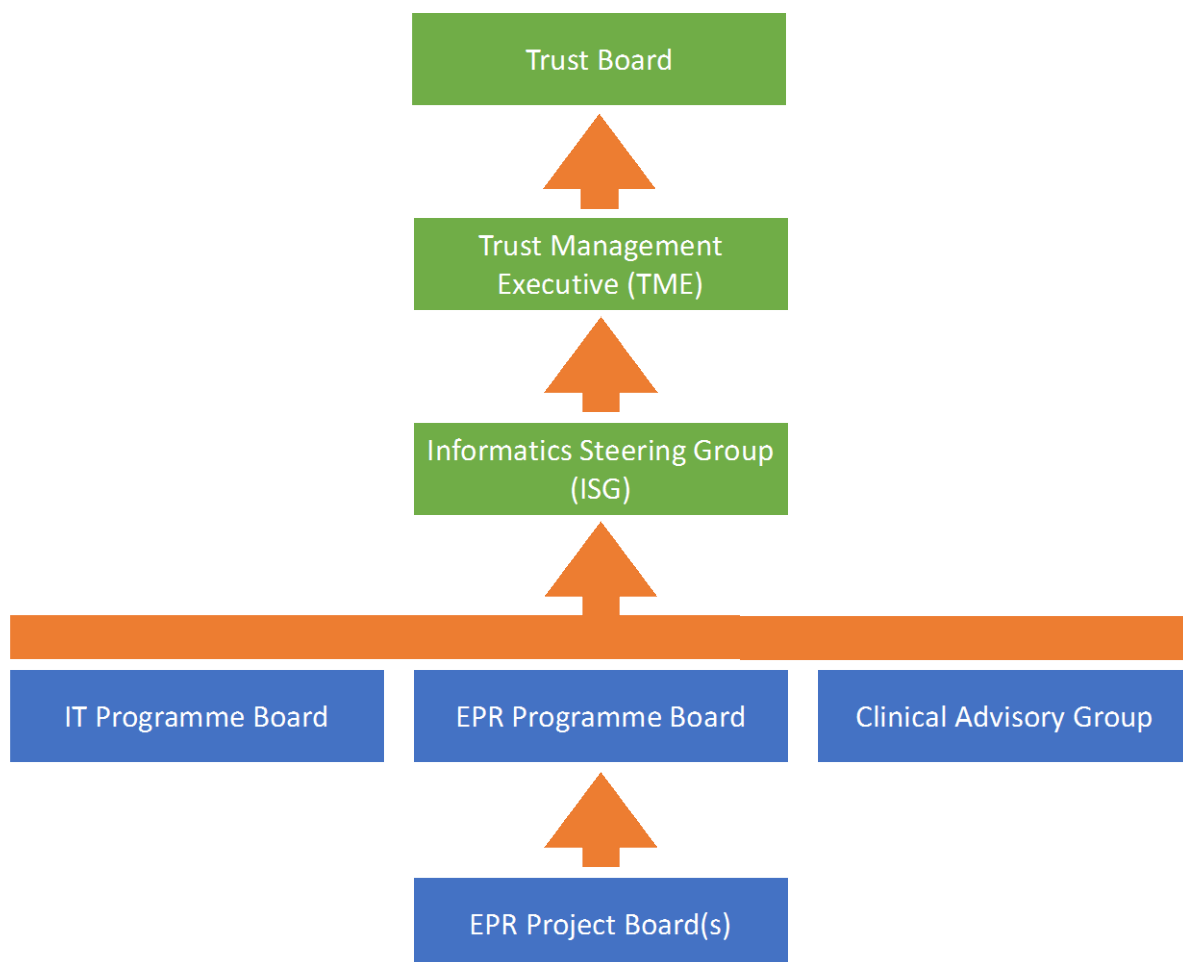 Trust Board
Trust Management
Executive (TME)
Informatics Steering Group
(ISG)
IT Programme Board
EPR Programme Board
Clinical Advisory Group
EPR Project Board(s)